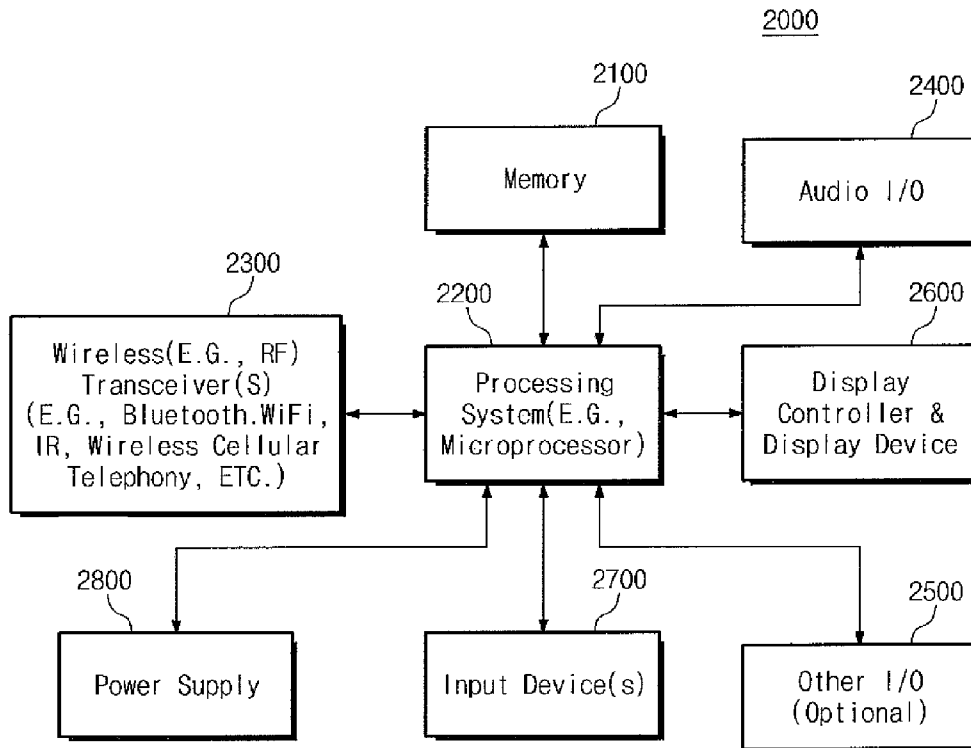 2000
2100
Memory
2400
Audio I/O
2300
Wireless(E.G., RF)
Transceiver(S)
(E.G., Bluetooth.WiFi,
IR, Wireless Cellular
Telephony, ETC.)
2200
Processing
System(E.G.,
Microprocessor)
2600
Display
Controller &
Display Device
2800
Power Supply
2700
Input Device(s)
2500
Other I/O
(Optional)